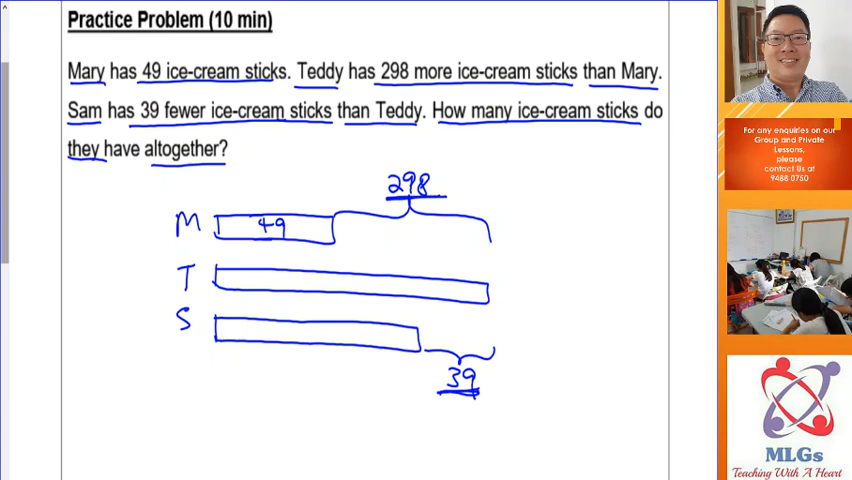 Practice Problem (10 min)
Mary has 49 ice-cream sticks. Teddy has 298 more ice-cream sticks than Mary.
Sam has 39 fewer ice-cream sticks than Teddy. How many ice-cream sticks do
they have altogether?
298
M 49
T
S
39
For any enquiries on our
Group and Private
Lessons,
please
contact Us at
9488 0750
MLGs
Teaching With A Heart